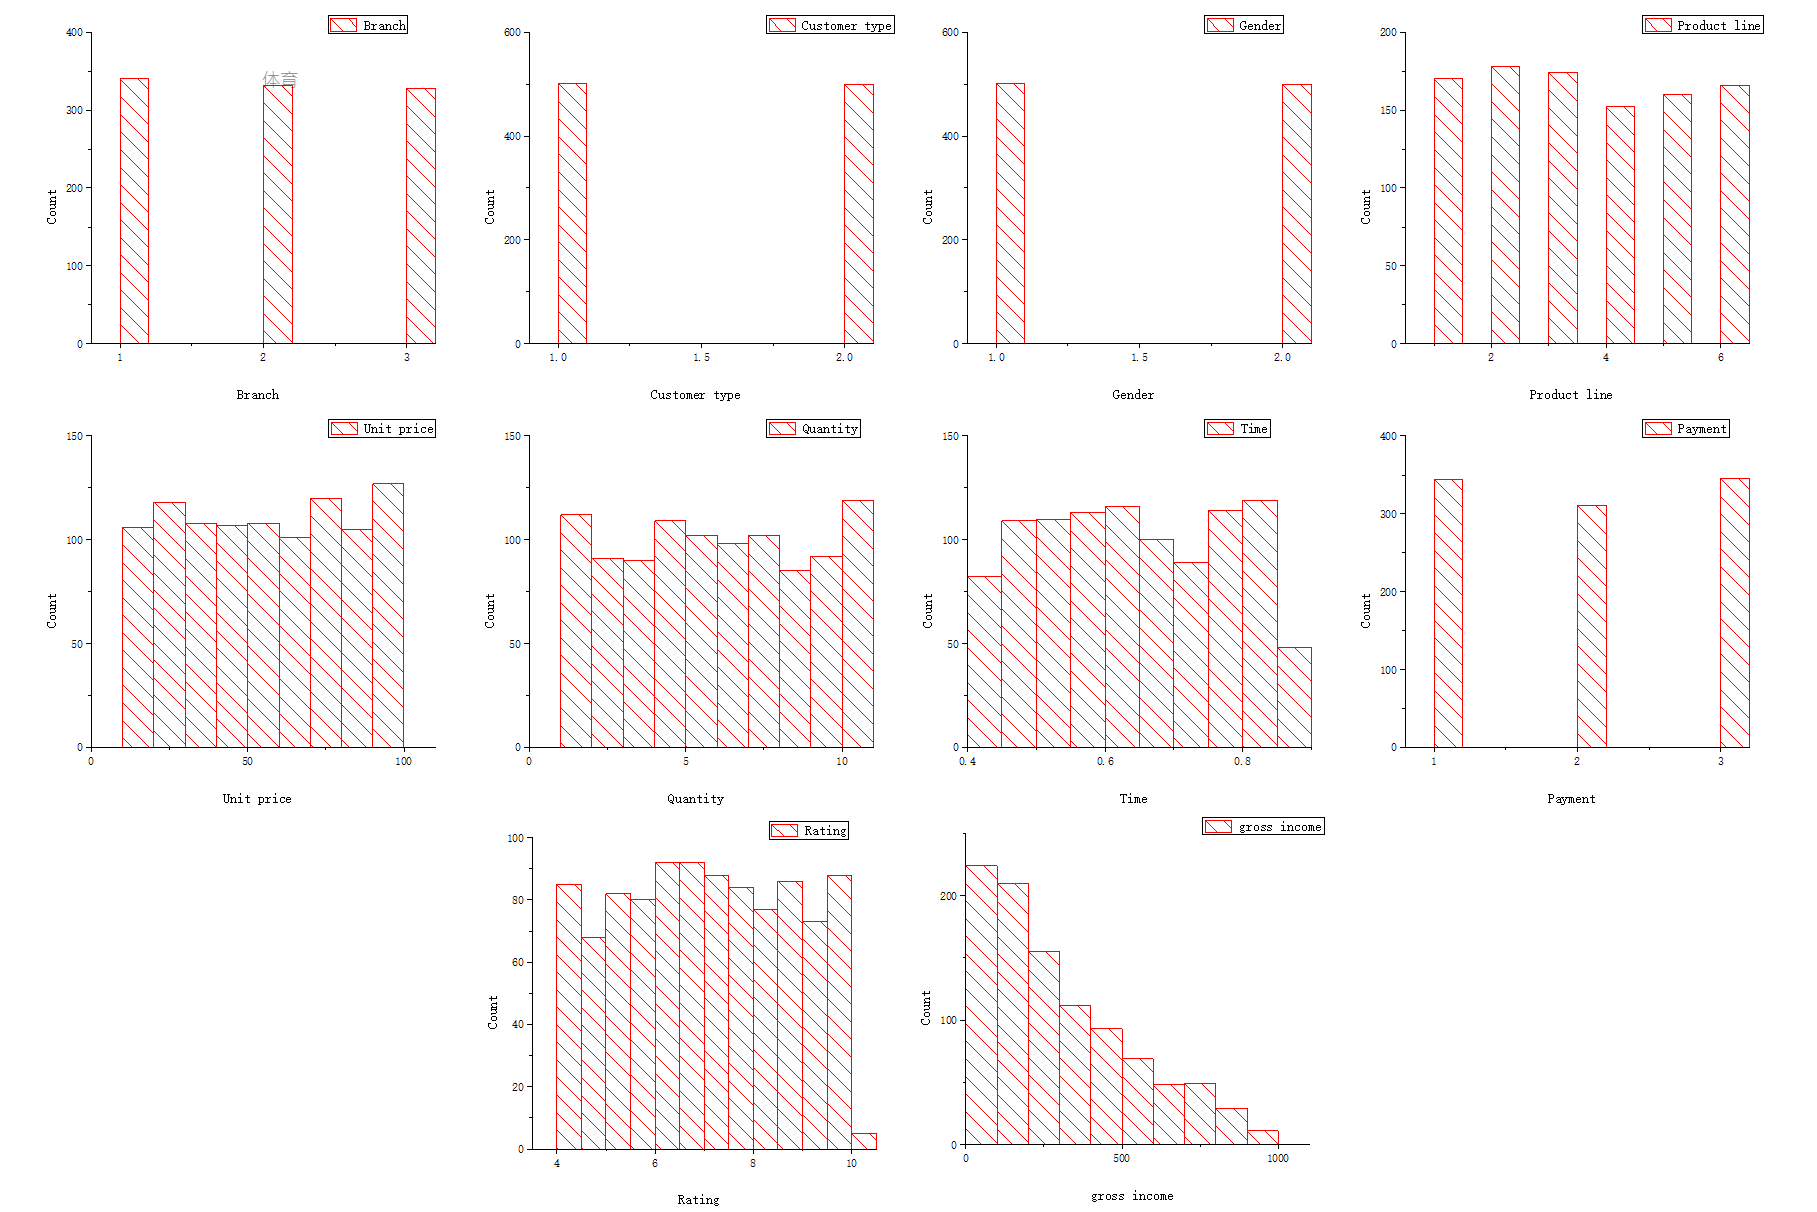 Branch
400
300
200
100
0
Count
体育
1
2
3
Branch
Customer type
600
400
200
0
Count
1.0
1.5
2.0
Customer type
Gender
600
400
200
0
Count
1.0
1.5
2.0
Gender
Product line
200
150
100
50
0
Count
2
4
6
Product line
Unit price
150
100
50
0
Count
0
50
100
Unit price
Quantity
150
100
50
0
Count
0
5
10
Quantity
Time
150
100
50
0
Count
0.4
0.6
0.8
Time
Payment
400
300
200
100
0
Count
1
2
3
Payment
Rating
100
80
60
40
20
0
Count
4
6
8
10
Rating
gross income
200
100
0
Count
0
500
1000
gross income